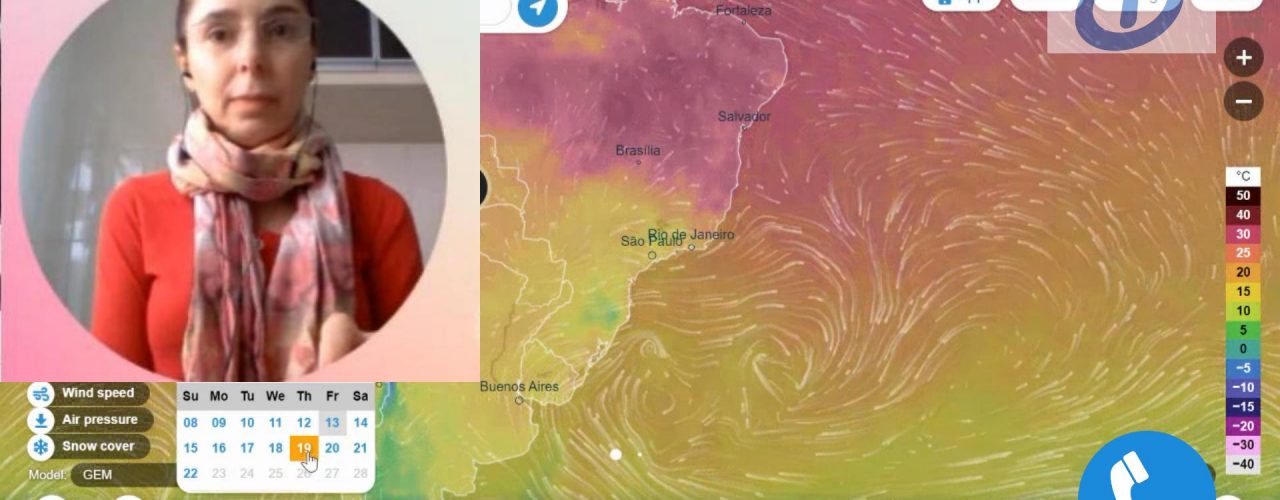 Fortaleza
Salvador
Brasília
Rio de Janeiro
São Paulo
Buenos Aires
°C
50
40
30
25
20
15
10
5
0
−5
−10
−15
−20
−30
−40
Wind speed
Air pressure
Snow cover
Model: GEM
Su Mo Tu We Th Fr Sa
08 09 10 11 12 13 14
15 16 17 18 19 20 21
22 23 24 25 26 27 28